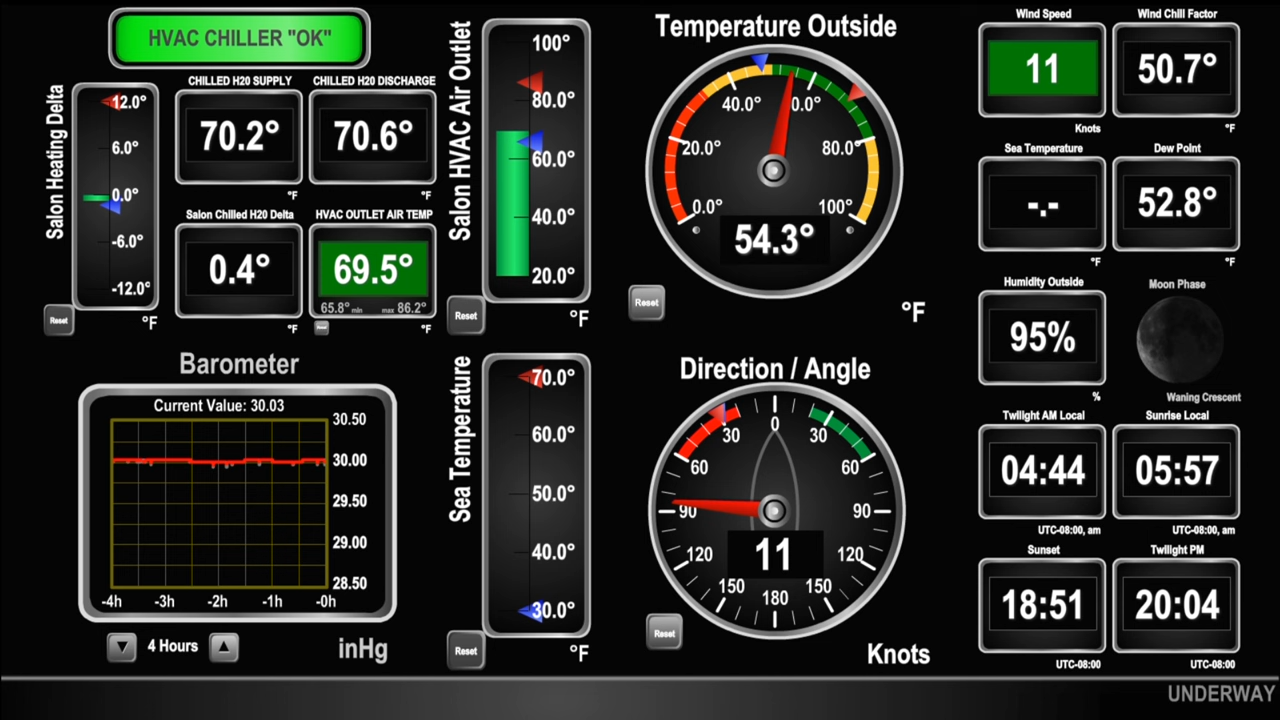 HVAC CHILLER "OK"
Salon Heating Delta
12.0°
6.0°
0.0°
-6.0°
-12.0°
Reset
°F
CHILLED H20 SUPPLY
70.2°
°F
CHILLED H20 DISCHARGE
70.6°
°F
Salon Chilled H20 Delta
0.4°
°F
HVAC OUTLET AIR TEMP
69.5°
65.8° min max 86.2°
°F
Salon HVAC Air Outlet
100°
80.0°
60.0°
40.0°
20.0°
Reset
°F
Temperature Outside
0.0°
20.0°
40.0°
0.0°
80.0°
100°
54.3°
Reset
°F
Wind Speed
11
Knots
Wind Chill Factor
50.7°
°F
Sea Temperature
-.-
°F
Dew Point
52.8°
°F
Humidity Outside
95%
%
Moon Phase
Waning Crescent
Barometer
Current Value: 30.03
30.50
30.00
29.50
29.00
28.50
-4h -3h -2h -1h -0h
4 Hours
inHg
Sea Temperature
70.0°
60.0°
50.0°
40.0°
30.0°
Reset
°F
Direction / Angle
0
30 30
60 60
90 90
120 120
150 150
180
11
Reset
Knots
Twilight AM Local
04:44
UTC-08:00, am
Sunrise Local
05:57
UTC-08:00, am
Sunset
18:51
UTC-08:00
Twilight PM
20:04
UTC-08:00
UNDERWAY